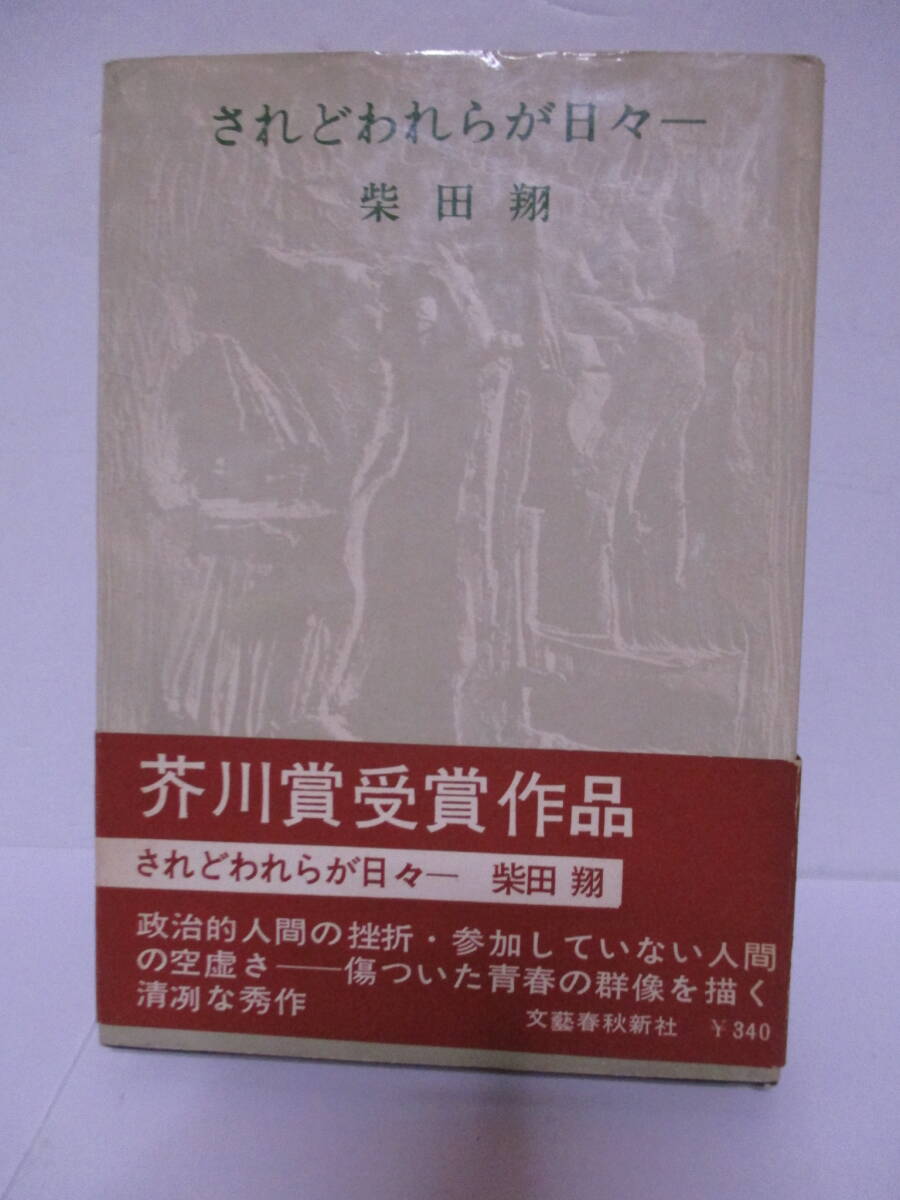 されどわれらが日々―
柴田翔
芥川賞受賞作品
されどわれらが日々― 柴田 翔
政治的人間の挫折・参加していない人間
の空虚さ――傷ついた青春の群像を描く
清冽な秀作
文藝春秋新社 ￥340